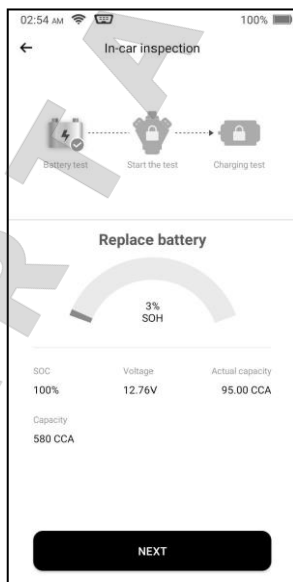 02:54 AM 100%
In-car inspection
Battery test Start the test Charging test
Replace battery
3%
SOH
SOC Voltage Actual capacity
100% 12.76V 95.00 CCA
Capacity
580 CCA
NEXT